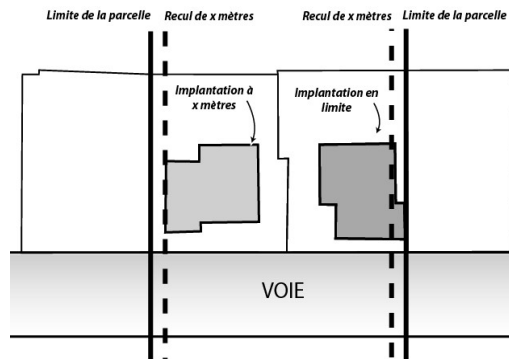 Limite de la parcelle
Recul de x mètres
Recul de x mètres
Limite de la parcelle
Implantation à
x mètres
Implantation en
limite
VOIE